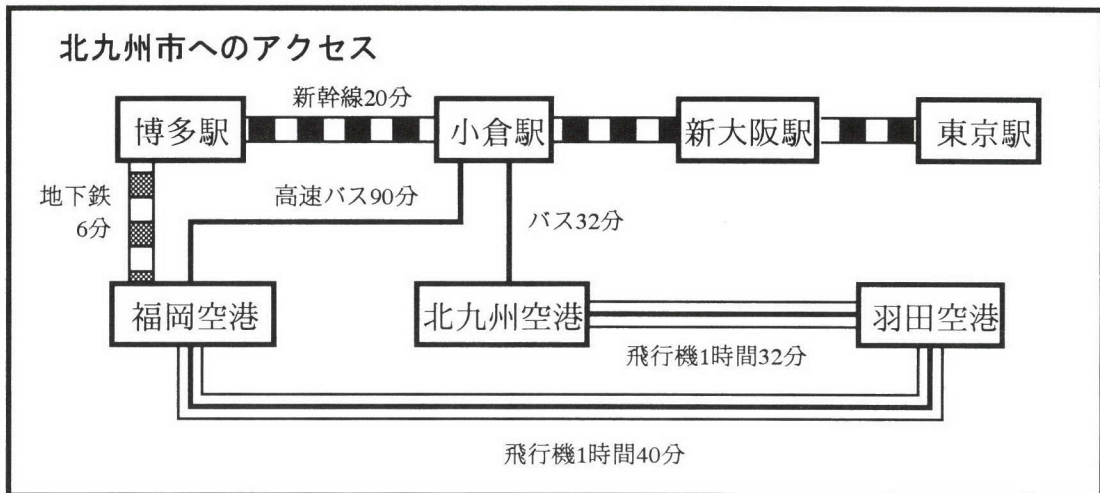 北九州市へのアクセス
新幹線20分
博多駅
小倉駅
新大阪駅
東京駅
地下鉄
6分
高速バス90分
バス32分
福岡空港
北九州空港
羽田空港
飛行機1時間32分
飛行機1時間40分